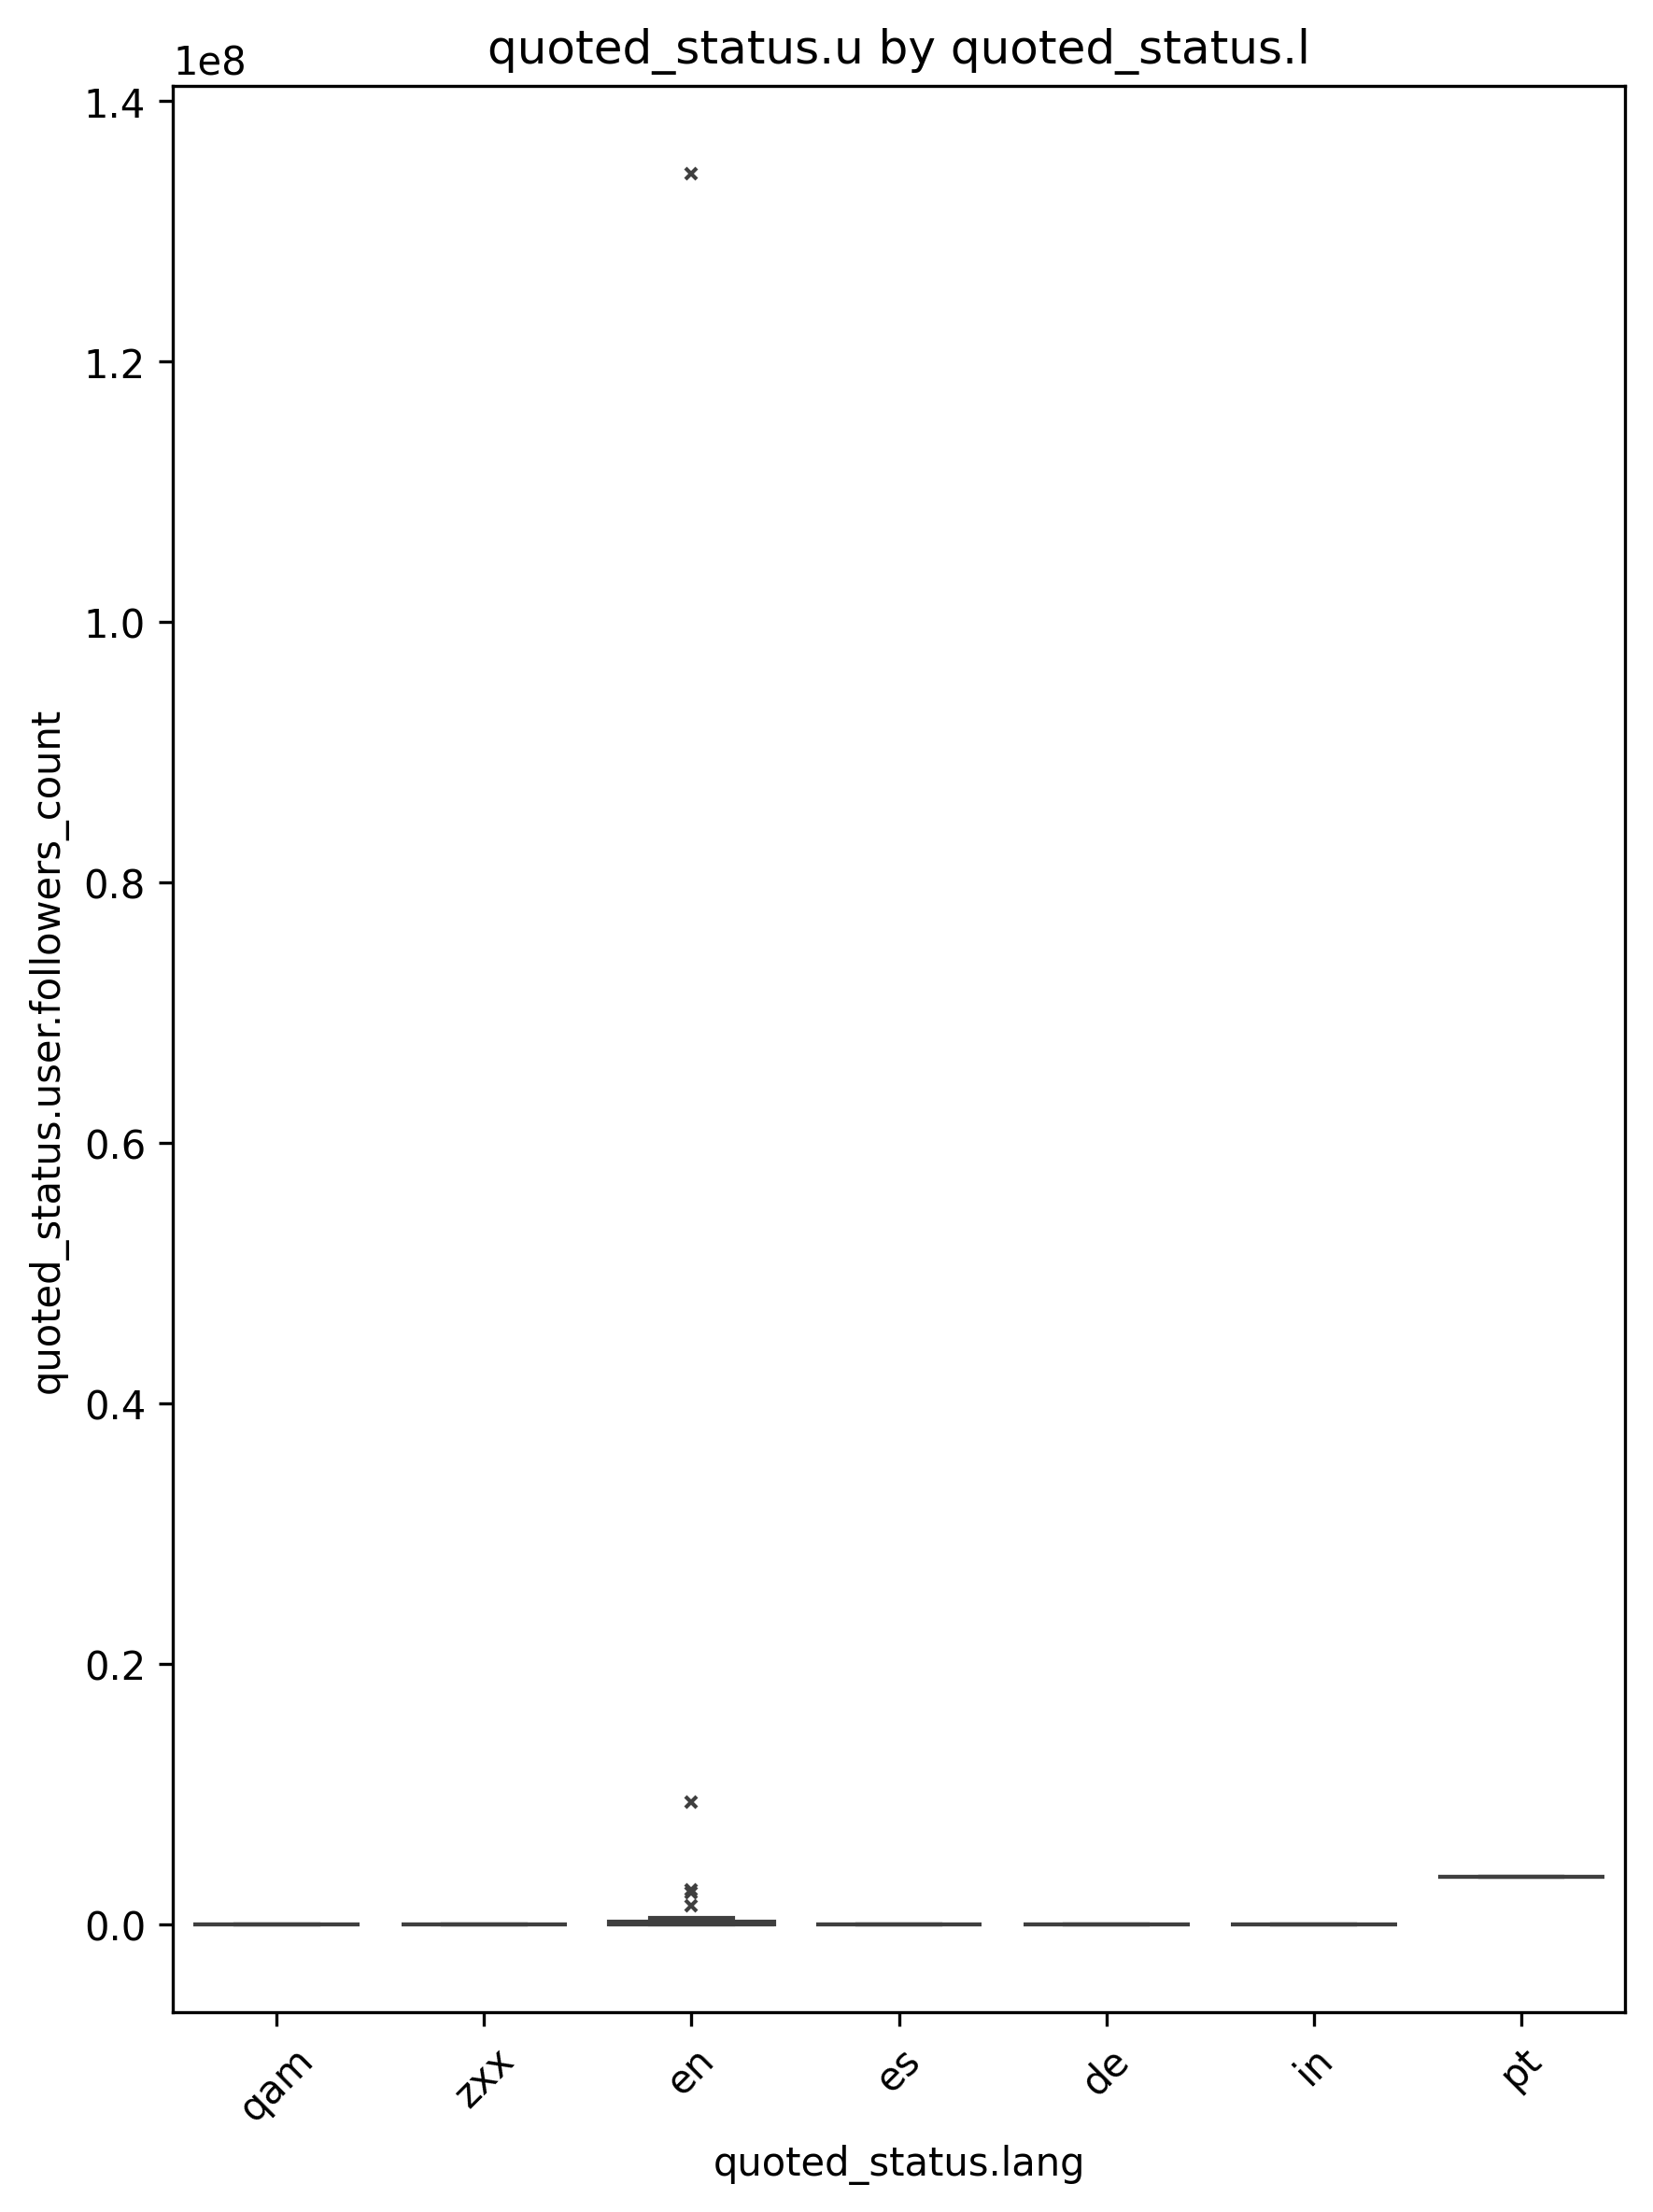 quoted_status.u by quoted_status.l
1e8
1.4
1.2
1.0
0.8
0.6
0.4
0.2
0.0
quoted_status.user.followers_count
qam
zxx
en
es
de
in
pt
quoted_status.lang